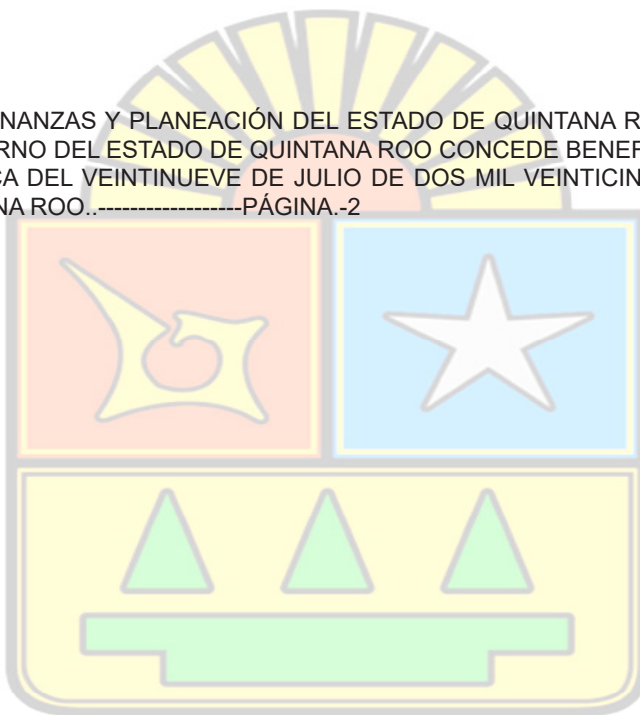 NANZAS Y PLANEACIÓN DEL ESTADO DE QUINTANA R
RNO DEL ESTADO DE QUINTANA ROO CONCEDE BENEF
CA DEL VEINTINUEVE DE JULIO DE DOS MIL VEINTICIN
NA ROO..------------------PÁGINA.-2